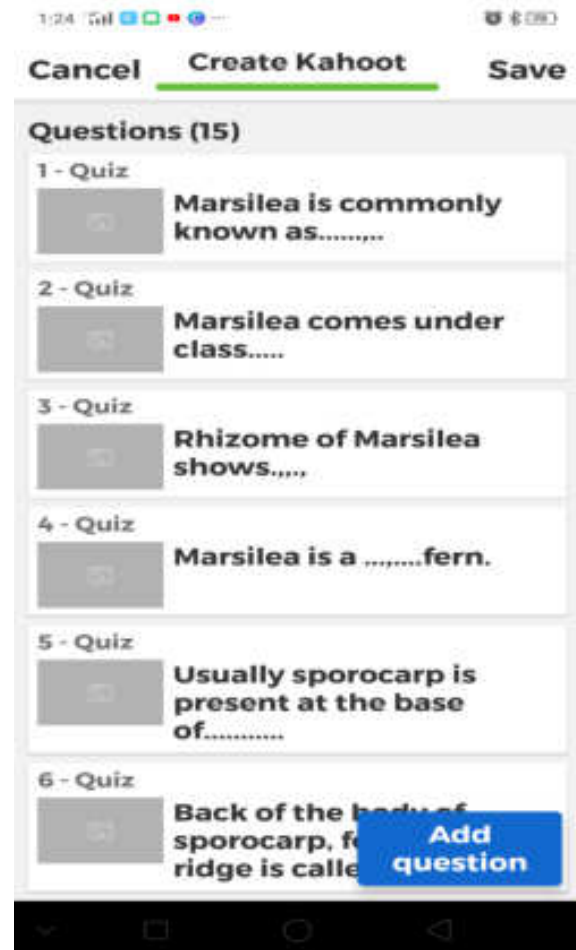 1:24
Cancel Create Kahoot Save
Questions (15)
1 - Quiz
Marsilea is commonly
known as......,..
2 - Quiz
Marsilea comes under
class.....
3 - Quiz
Rhizome of Marsilea
shows.,..,
4 - Quiz
Marsilea is a ...,....fern.
5 - Quiz
Usually sporocarp is
present at the base
of...........
6 - Quiz
Back of the body of
sporocarp,
ridge is calle
Add
question